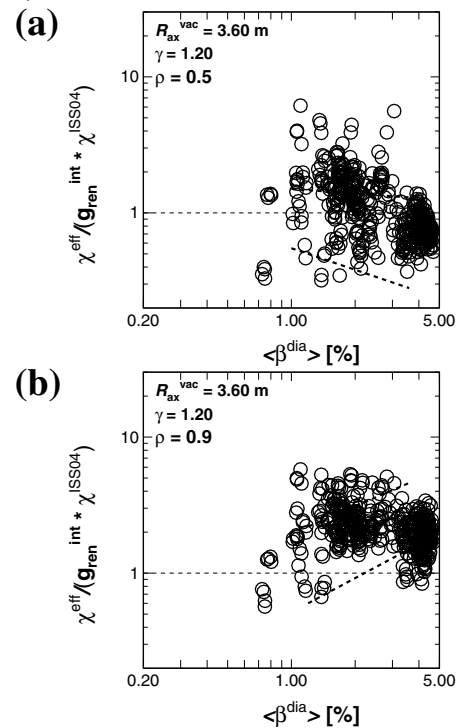 (a)
R_ax^vac = 3.60 m
γ = 1.20
ρ = 0.5
10
1
χ^eff/(g_ren^int * χ^ISS04)
0.20 1.00 5.00
<β^dia> [%]
(b)
R_ax^vac = 3.60 m
γ = 1.20
ρ = 0.9
10
1
χ^eff/(g_ren^int * χ^ISS04)
0.20 1.00 5.00
<β^dia> [%]